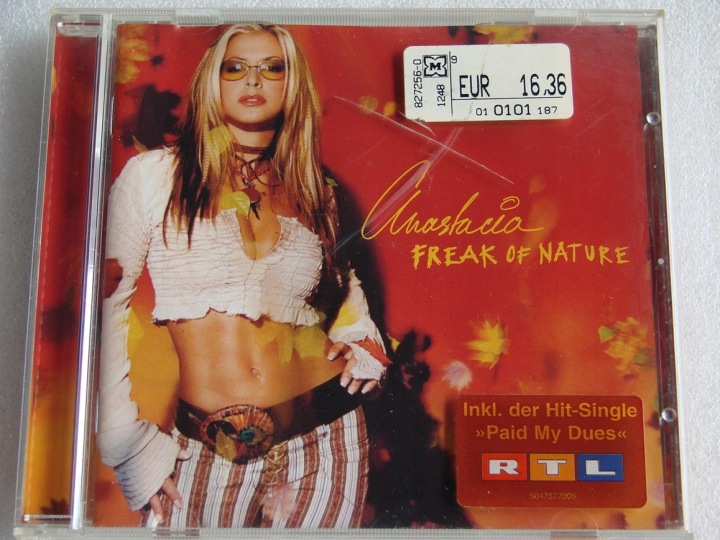 827256-0
1248
M
9
EUR 16.36
01 0101 187
Anastacia
FREAK OF NATURE
Inkl. der Hit-Single
»Paid My Dues«
RTL